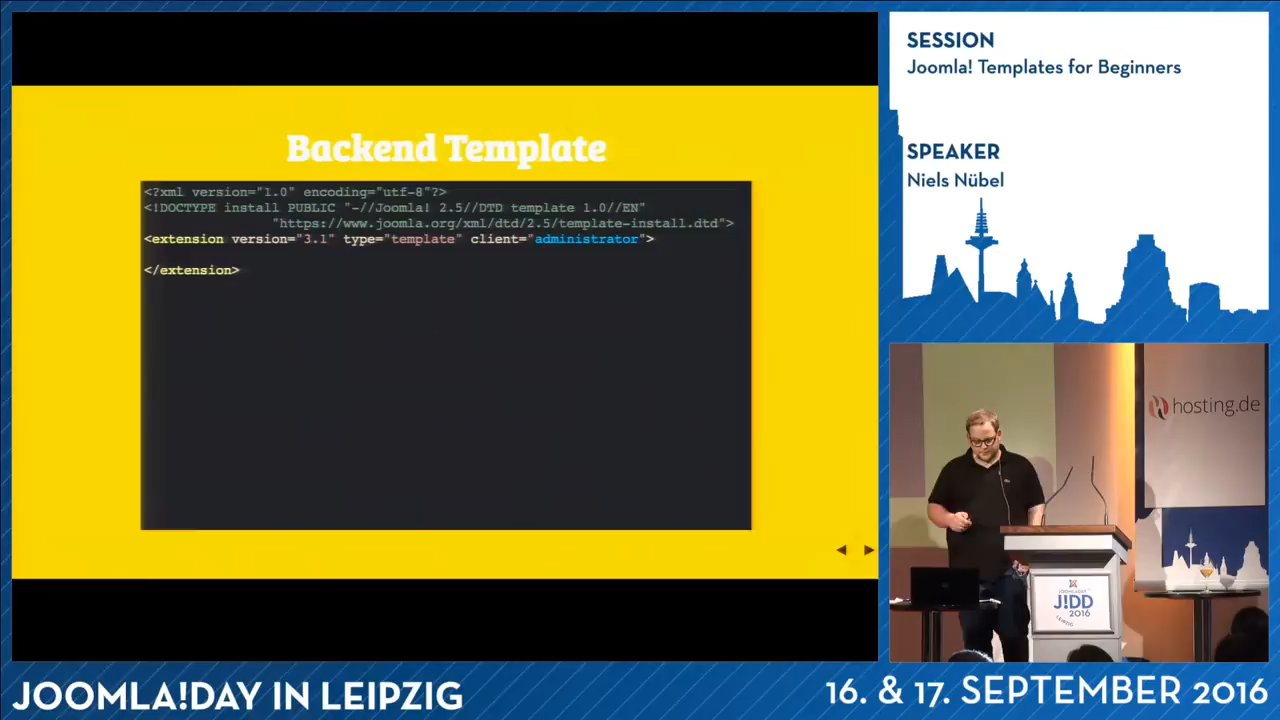 Backend Template
<?xml version="1.0" encoding="utf-8"?>
<!DOCTYPE install PUBLIC "-//Joomla! 2.5//DTD template 1.0//EN"
"https://www.joomla.org/xml/dtd/2.5/template-install.dtd">
<extension version="3.1" type="template" client="administrator">
</extension>
SESSION
Joomla! Templates for Beginners
SPEAKER
Niels Nübel
hosting.de
JOOMLA!DAY
J!DD
2016
LEIPZIG
JOOMLA!DAY IN LEIPZIG
16. & 17. SEPTEMBER 2016